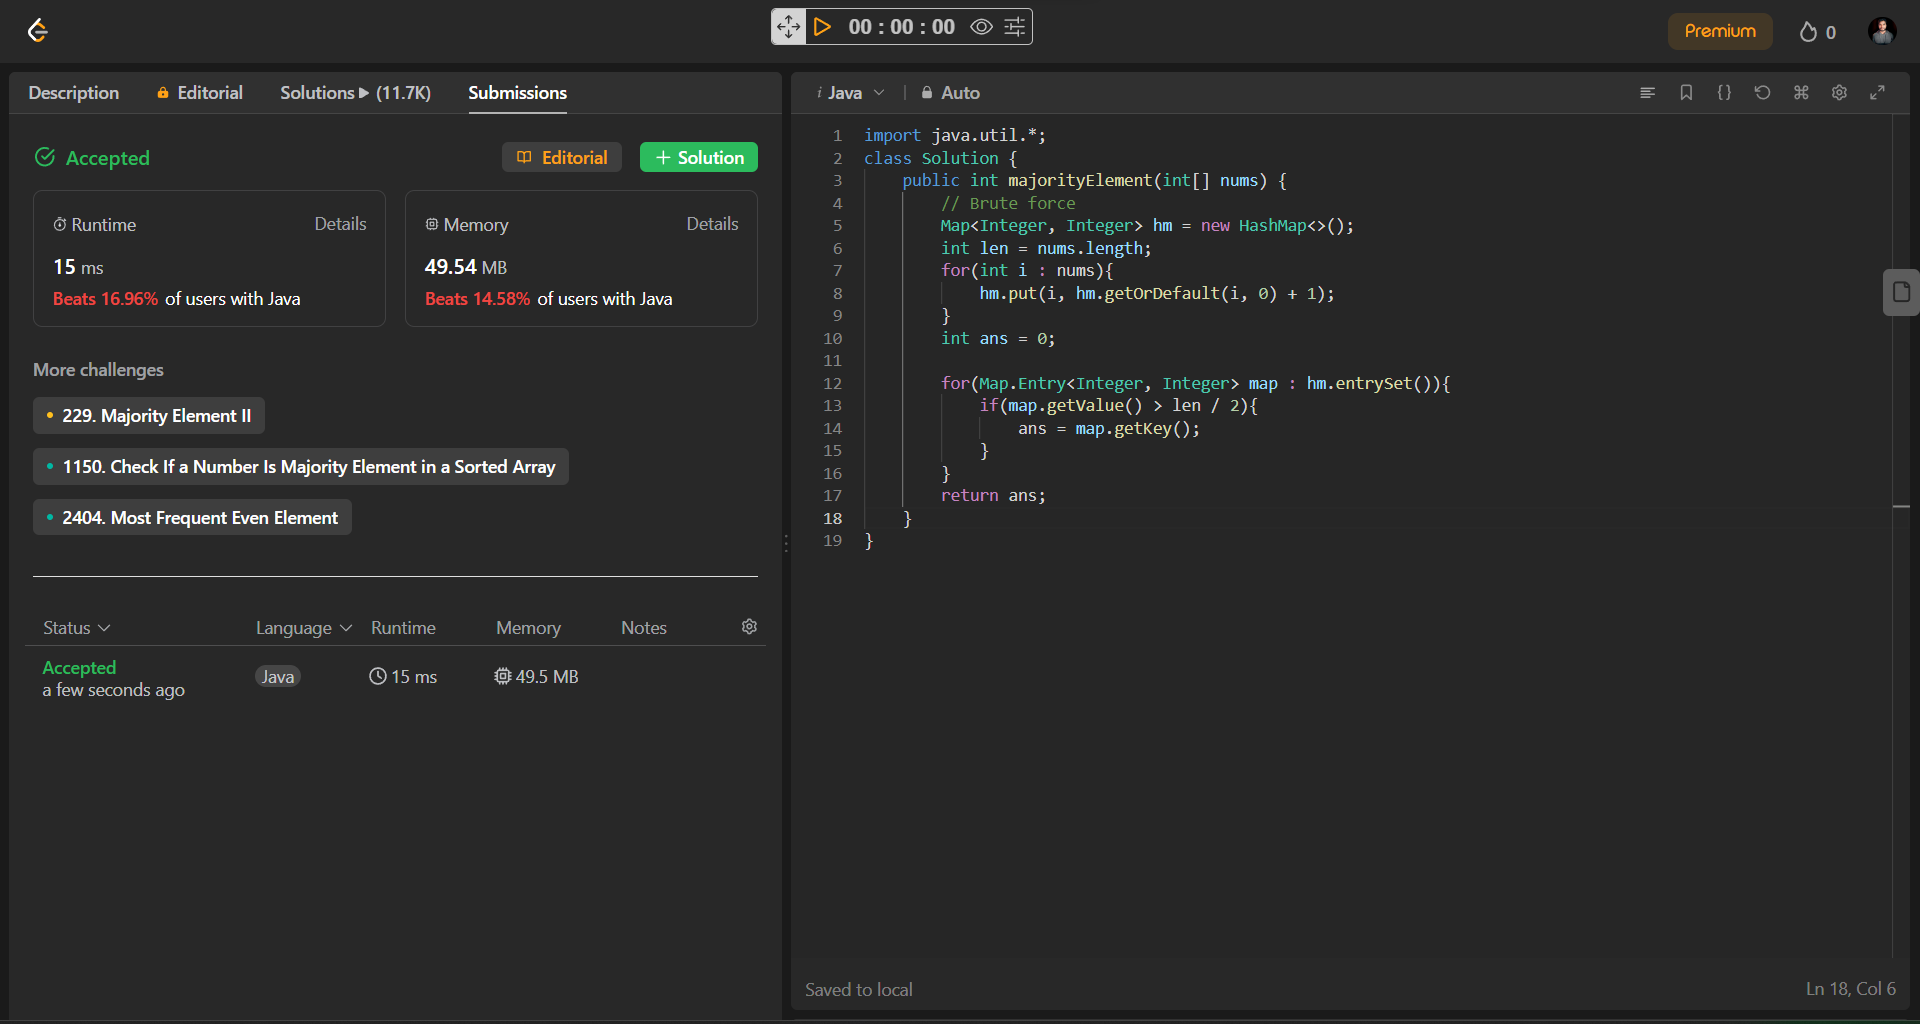 00 : 00 : 00
Premium
0
Description
Editorial
Solutions (11.7K)
Submissions
Accepted
Editorial
+ Solution
Runtime
Details
15 ms
Beats 16.96% of users with Java
Memory
Details
49.54 MB
Beats 14.58% of users with Java
More challenges
229. Majority Element II
1150. Check If a Number Is Majority Element in a Sorted Array
2404. Most Frequent Even Element
Status Language Runtime Memory Notes
Accepted
a few seconds ago
Java
15 ms
49.5 MB
i Java | Auto
{}
1 import java.util.*;
2 class Solution {
3     public int majorityElement(int[] nums) {
4         // Brute force
5         Map<Integer, Integer> hm = new HashMap<>();
6         int len = nums.length;
7         for(int i : nums){
8             hm.put(i, hm.getOrDefault(i, 0) + 1);
9         }
10         int ans = 0;
11
12         for(Map.Entry<Integer, Integer> map : hm.entrySet()){
13             if(map.getValue() > len / 2){
14                 ans = map.getKey();
15             }
16         }
17         return ans;
18     }
19 }
Saved to local
Ln 18, Col 6